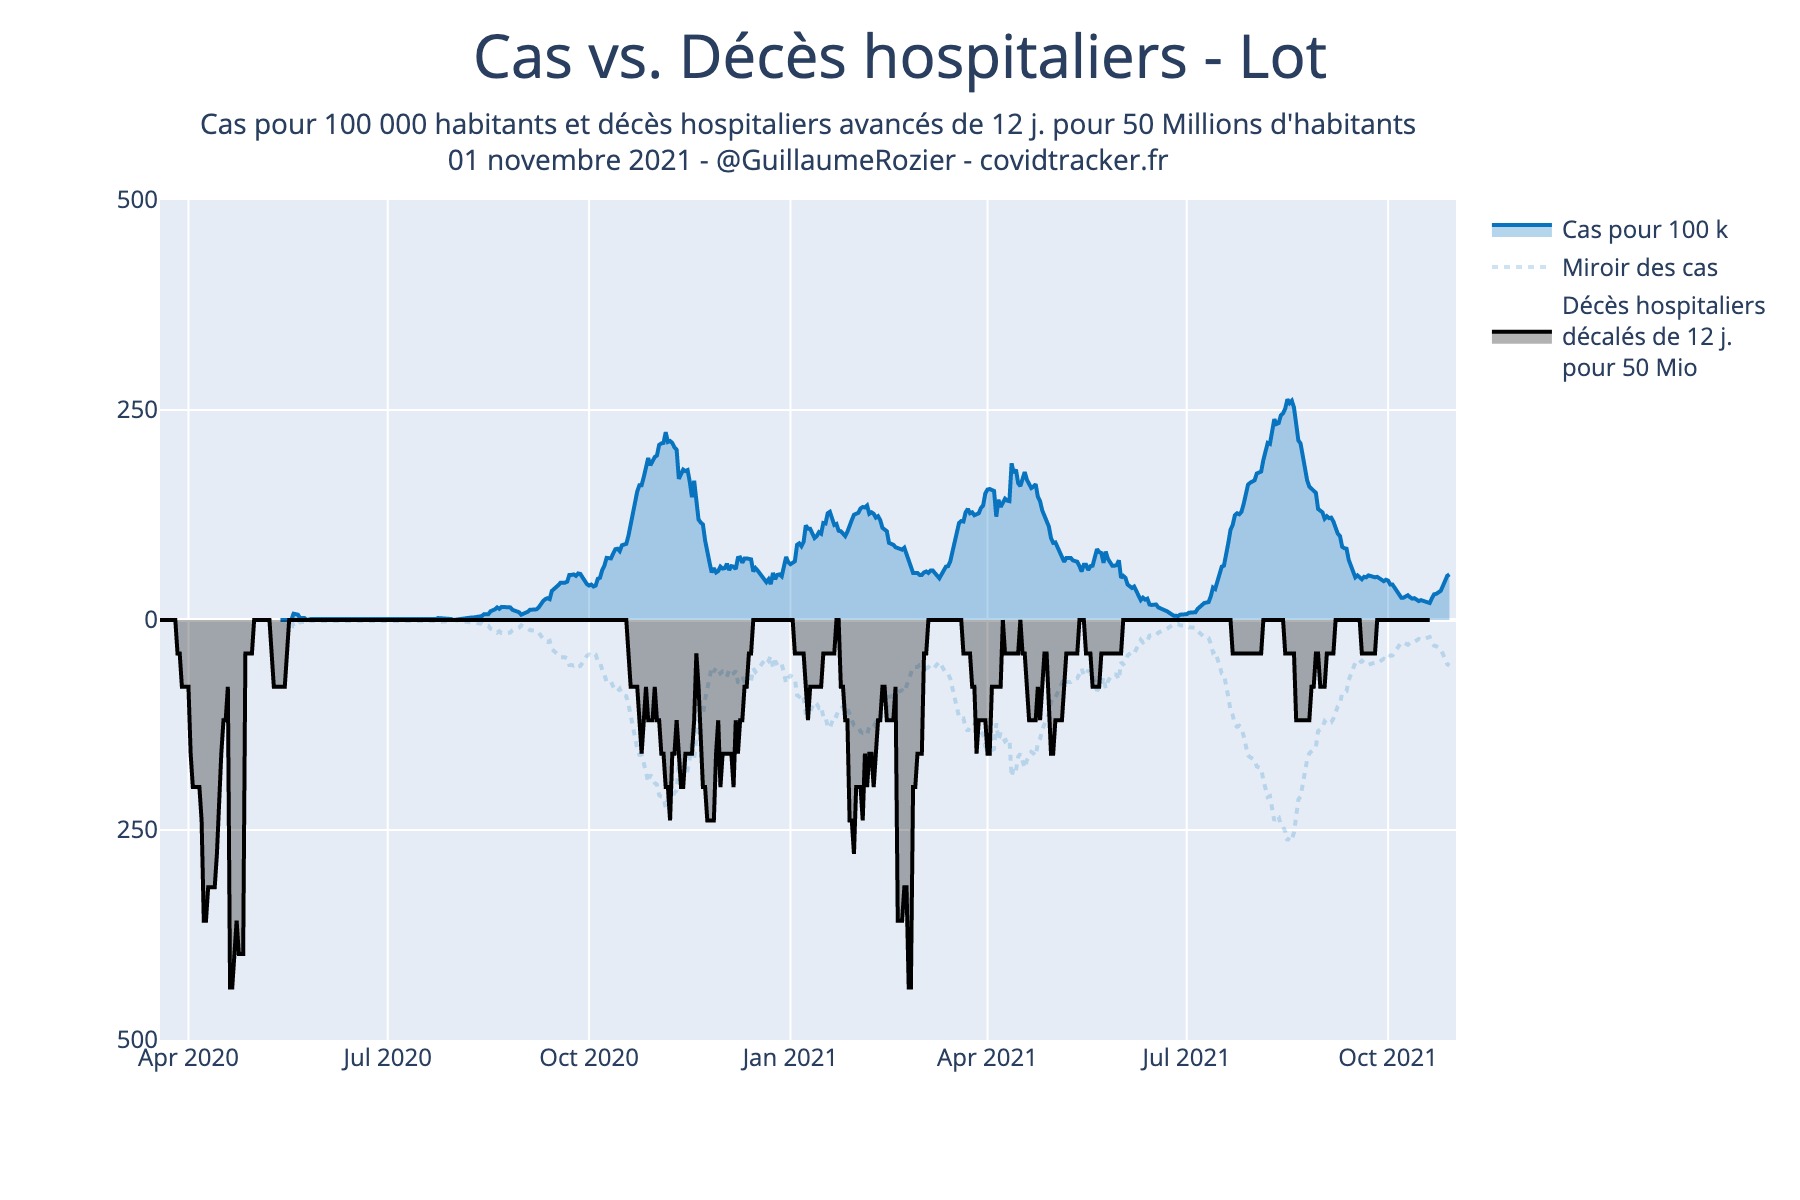 Cas vs. Décès hospitaliers - Lot
Cas pour 100 000 habitants et décès hospitaliers avancés de 12 j. pour 50 Millions d'habitants
01 novembre 2021 - @GuillaumeRozier - covidtracker.fr
500
250
0
250
500
Apr 2020
Jul 2020
Oct 2020
Jan 2021
Apr 2021
Jul 2021
Oct 2021
Cas pour 100 k
Miroir des cas
Décès hospitaliers
décalés de 12 j.
pour 50 Mio